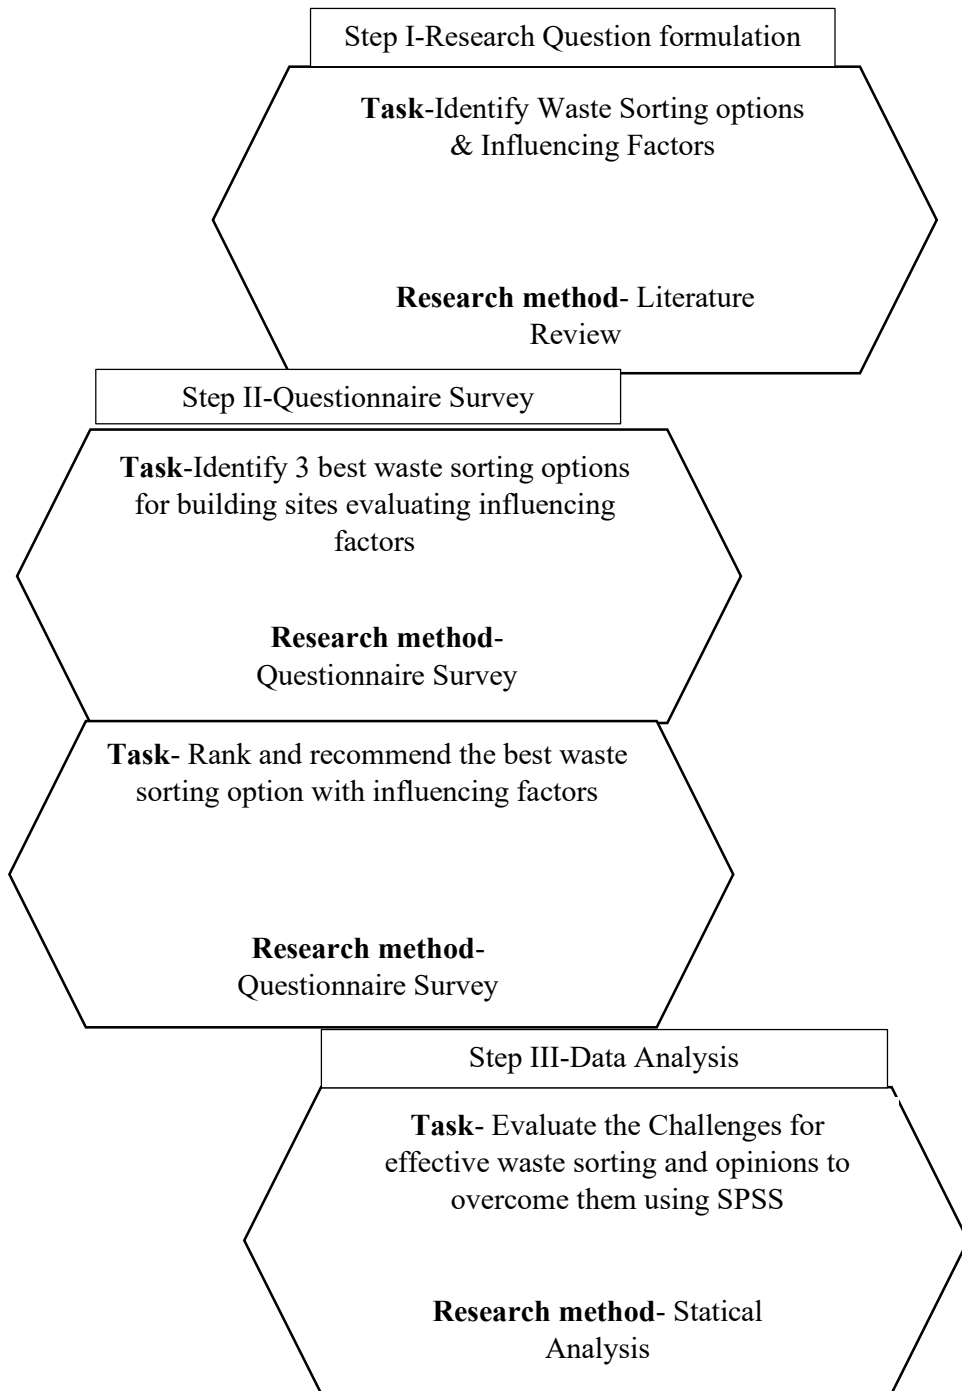 Step I-Research Question formulation
Task-Identify Waste Sorting options
& Influencing Factors
Research method- Literature
Review
Step II-Questionnaire Survey
Task-Identify 3 best waste sorting options
for building sites evaluating influencing
factors
Research method-
Questionnaire Survey
Task- Rank and recommend the best waste
sorting option with influencing factors
Research method-
Questionnaire Survey
Step III-Data Analysis
Task- Evaluate the Challenges for
effective waste sorting and opinions to
overcome them using SPSS
Research method- Statical
Analysis